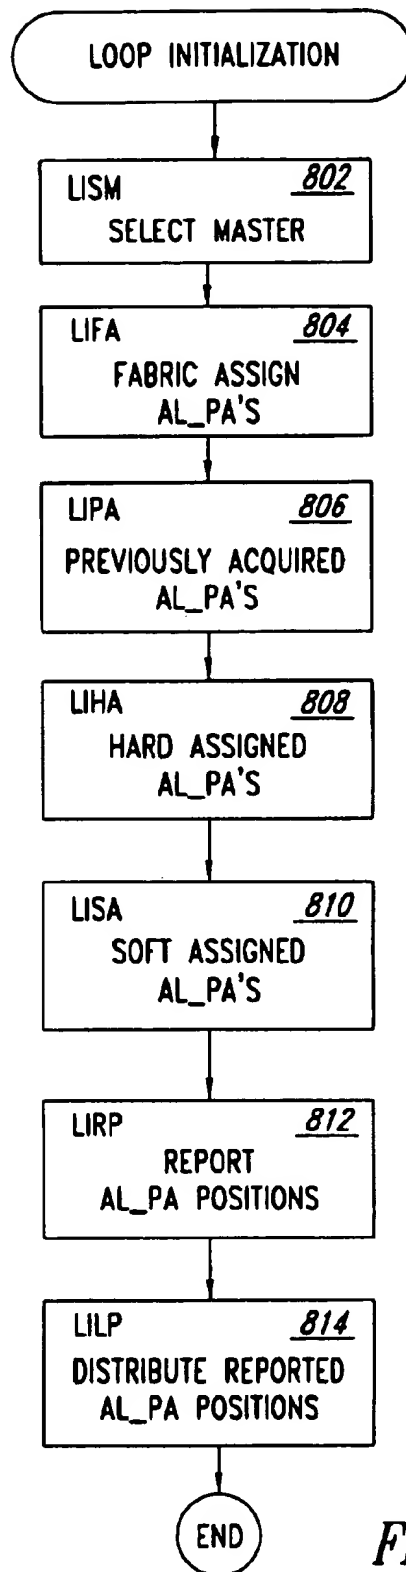 LOOP INITIALIZATION
LISM 802
SELECT MASTER
LIFA 804
FABRIC ASSIGN
AL_PA'S
LIPA 806
PREVIOUSLY ACQUIRED
AL_PA'S
LIHA 808
HARD ASSIGNED
AL_PA'S
LISA 810
SOFT ASSIGNED
AL_PA'S
LIRP 812
REPORT
AL_PA POSITIONS
LILP 814
DISTRIBUTE REPORTED
AL_PA POSITIONS
END